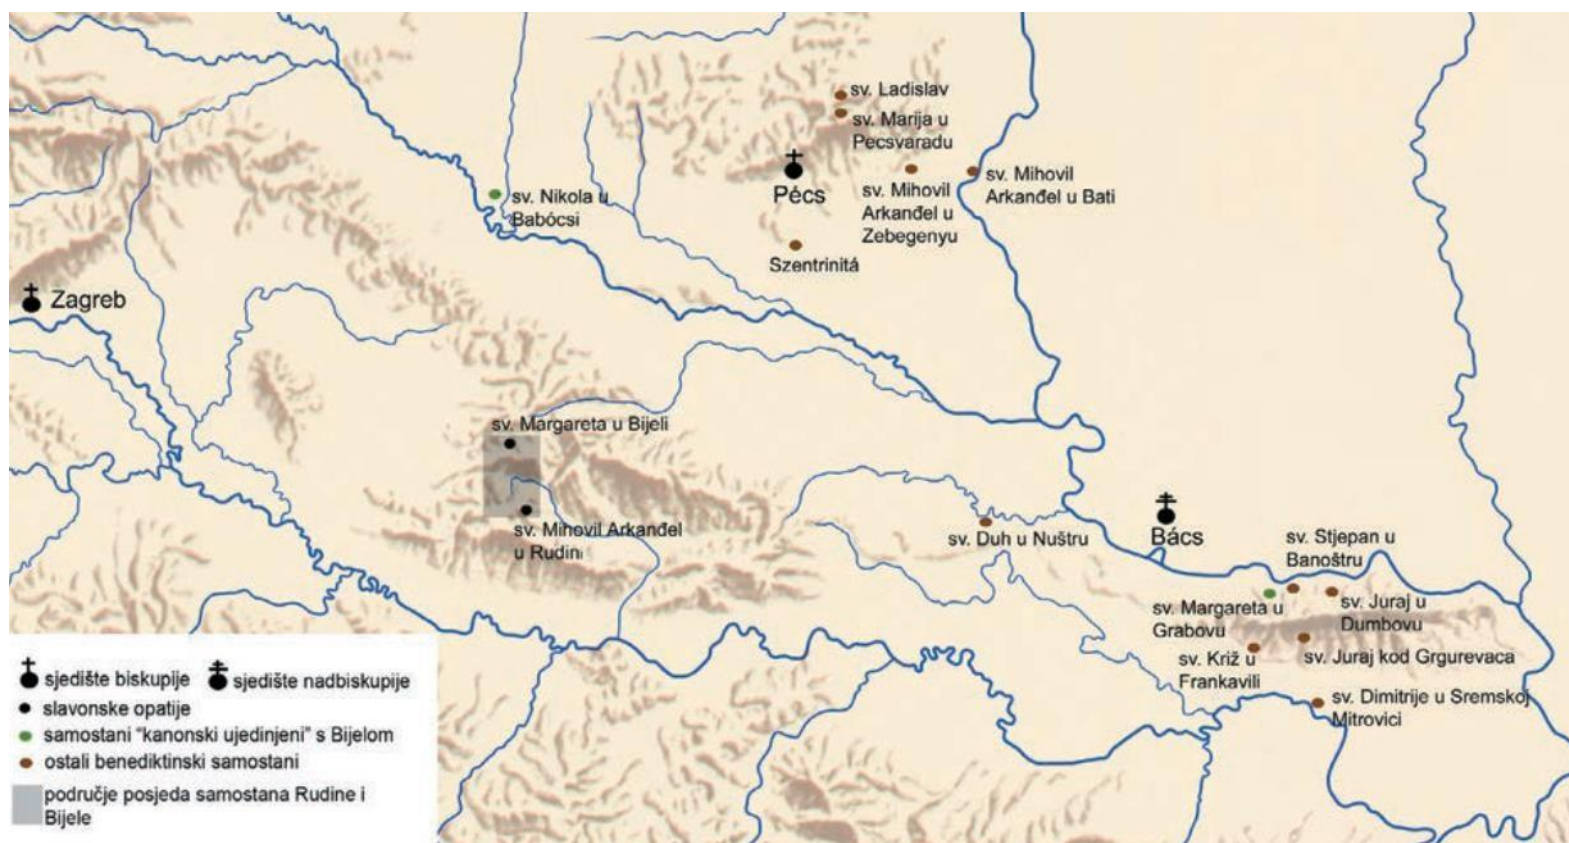 sv. Ladislav
sv. Marija u
Pecsvaradu
Pécs
sv. Mihovil
Arkanđel u
Zebegenyu
sv. Mihovil
Arkanđel u Bati
sv. Nikola u
Babócsi
Szentrinitá
Zagreb
sv. Margareta u Bijeli
sv. Mihovil Arkanđel
u Rudini
sv. Duh u Nuštru
Bács
sv. Stjepan u
Banoštru
sv. Margareta u
Grabovu
sv. Juraj u
Dumbovu
sv. Križ u
Frankavili
sv. Juraj kod Grgurevaca
sv. Dimitrije u Sremskoj
Mitrovici
sjedište biskupije
sjedište nadbiskupije
slavonske opatije
samostani “kanonski ujedinjeni” s Bijelom
ostali benediktinski samostani
područje posjeda samostana Rudine i
Bijele